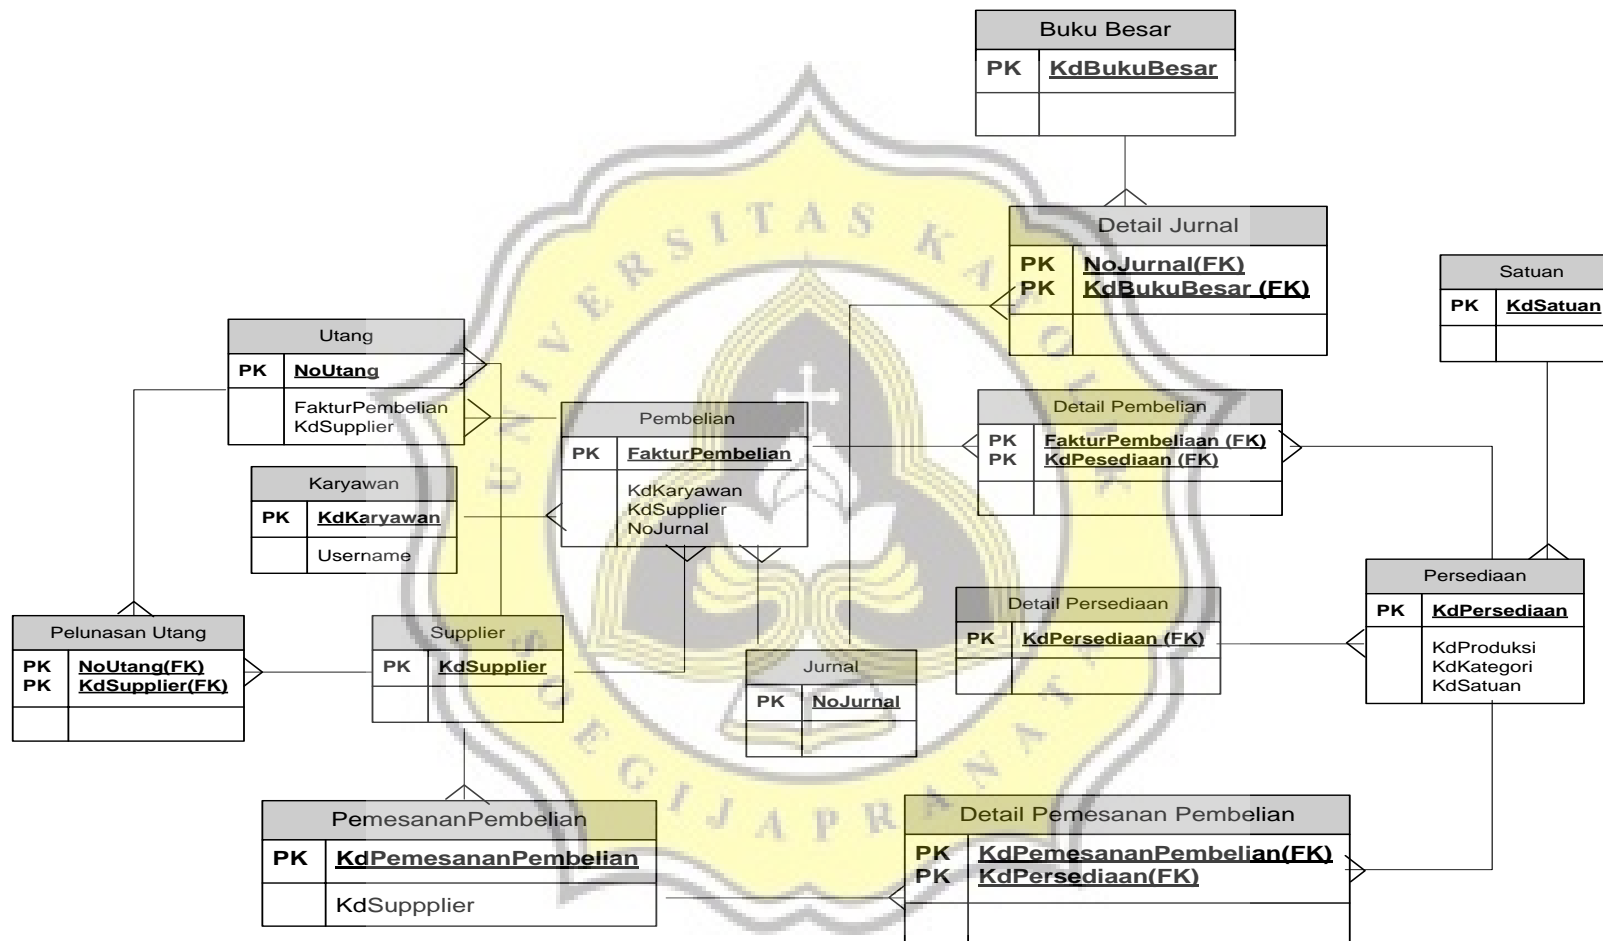 Buku Besar
PK KdBukuBesar
Detail Jurnal
PK NoJurnal(FK)
PK KdBukuBesar (FK)
Satuan
PK KdSatuan
Utang
PK NoUtang
FakturPembelian
KdSupplier
Pembelian
PK FakturPembelian
KdKaryawan
KdSupplier
NoJurnal
Detail Pembelian
PK FakturPembeliaan (FK)
PK KdPesediaan (FK)
Karyawan
PK KdKaryawan
Username
Persediaan
PK KdPersediaan
KdProduksi
KdKategori
KdSatuan
Detail Persediaan
PK KdPersediaan (FK)
Pelunasan Utang
PK NoUtang(FK)
PK KdSupplier(FK)
Supplier
PK KdSupplier
Jurnal
PK NoJurnal
PemesananPembelian
PK KdPemesananPembelian
KdSuppplier
Detail Pemesanan Pembelian
PK KdPemesananPembelian(FK)
PK KdPersediaan(FK)
UNIVERSITAS KATOLIK
SOEGIJAPRANATA